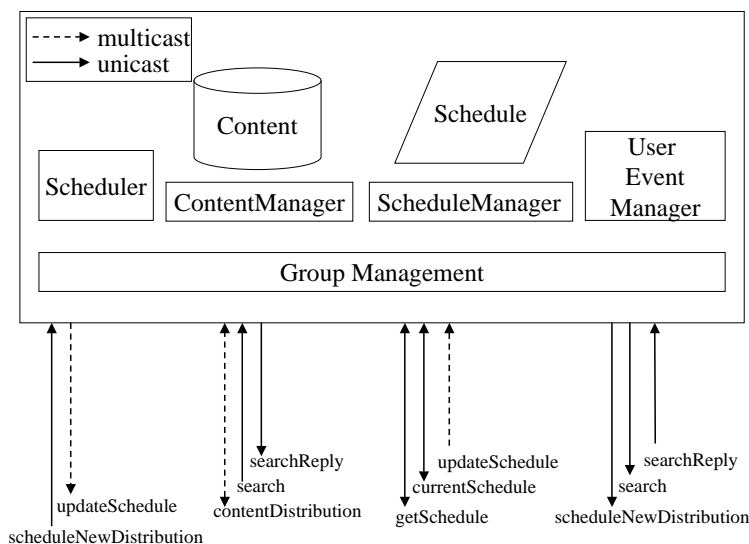 multicast
unicast
Content
Schedule
User
Event
Manager
Scheduler
ContentManager
ScheduleManager
Group Management
searchReply
search
contentDistribution
updateSchedule
scheduleNewDistribution
updateSchedule
currentSchedule
getSchedule
searchReply
search
scheduleNewDistribution